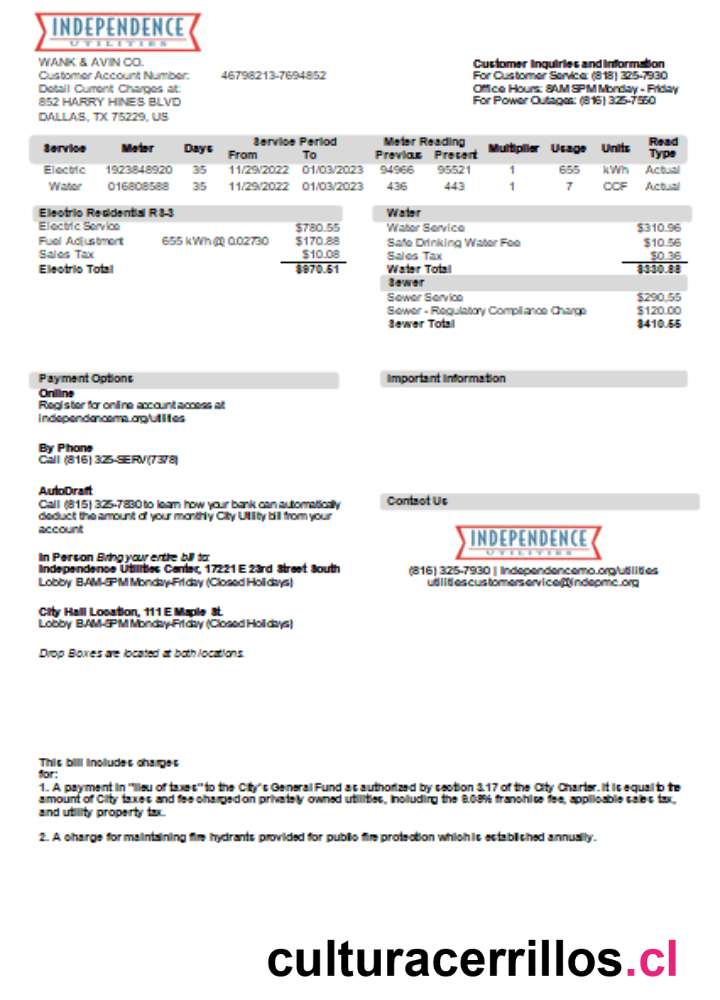 INDEPENDENCE
UTILITIES
WANK & AVIN CO.
Customer Account Number: 46798213-7694852
Detail Current Charges at:
852 HARRY HINES BLVD
DALLAS, TX 75229, US
Customer Inquiries and Information
For Customer Service: (818) 325-7930
Office Hours: 8AM 5PM Monday - Friday
For Power Outages: (816) 325-7550
Service Meter Days Service Period From To Meter Reading Previous Present Multiplier Usage Units Read Type
Electric 1923848920 35 11/29/2022 01/03/2023 94966 95521 1 655 kWh Actual
Water 016808588 35 11/29/2022 01/03/2023 436 443 1 7 CCF Actual
Electric Residential RS-3
Electric Service $780.55
Fuel Adjustment 655 kWh @ 0.02730 $170.88
Sales Tax $10.08
Electric Total $970.51
Water
Water Service $310.96
Safe Drinking Water Fee $10.56
Sales Tax $0.36
Water Total $330.88
Sewer
Sewer Service $290.55
Sewer - Regulatory Compliance Charge $120.00
Sewer Total $410.55
Payment Options
Online
Register for online account access at
independencema.org/utilities
By Phone
Call (816) 325-SERV(7378)
AutoDraft
Call (815) 325-7830 to learn how your bank can automatically
deduct the amount of your monthly City Utility bill from your
account
In Person Bring your entire bill to:
Independence Utilities Center, 17221 E 23rd Street South
Lobby 8AM-5PM Monday-Friday (Closed Holidays)
City Hall Location, 111 E Maple St.
Lobby 8AM-5PM Monday-Friday (Closed Holidays)
Drop Boxes are located at both locations.
Important Information
Contact Us
INDEPENDENCE
UTILITIES
(816) 325-7930 | Independencemo.org/utilities
utilitiescustomerservice@indepmc.org
This bill includes charges
for:
1. A payment in "lieu of taxes" to the City's General Fund as authorized by section 3.17 of the City Charter. It is equal to the
amount of City taxes and fee charged on privately owned utilities, including the 9.08% franchise fee, applicable sales tax,
and utility property tax.
2. A charge for maintaining fire hydrants provided for public fire protection which is established annually.
culturacerrillos.cl